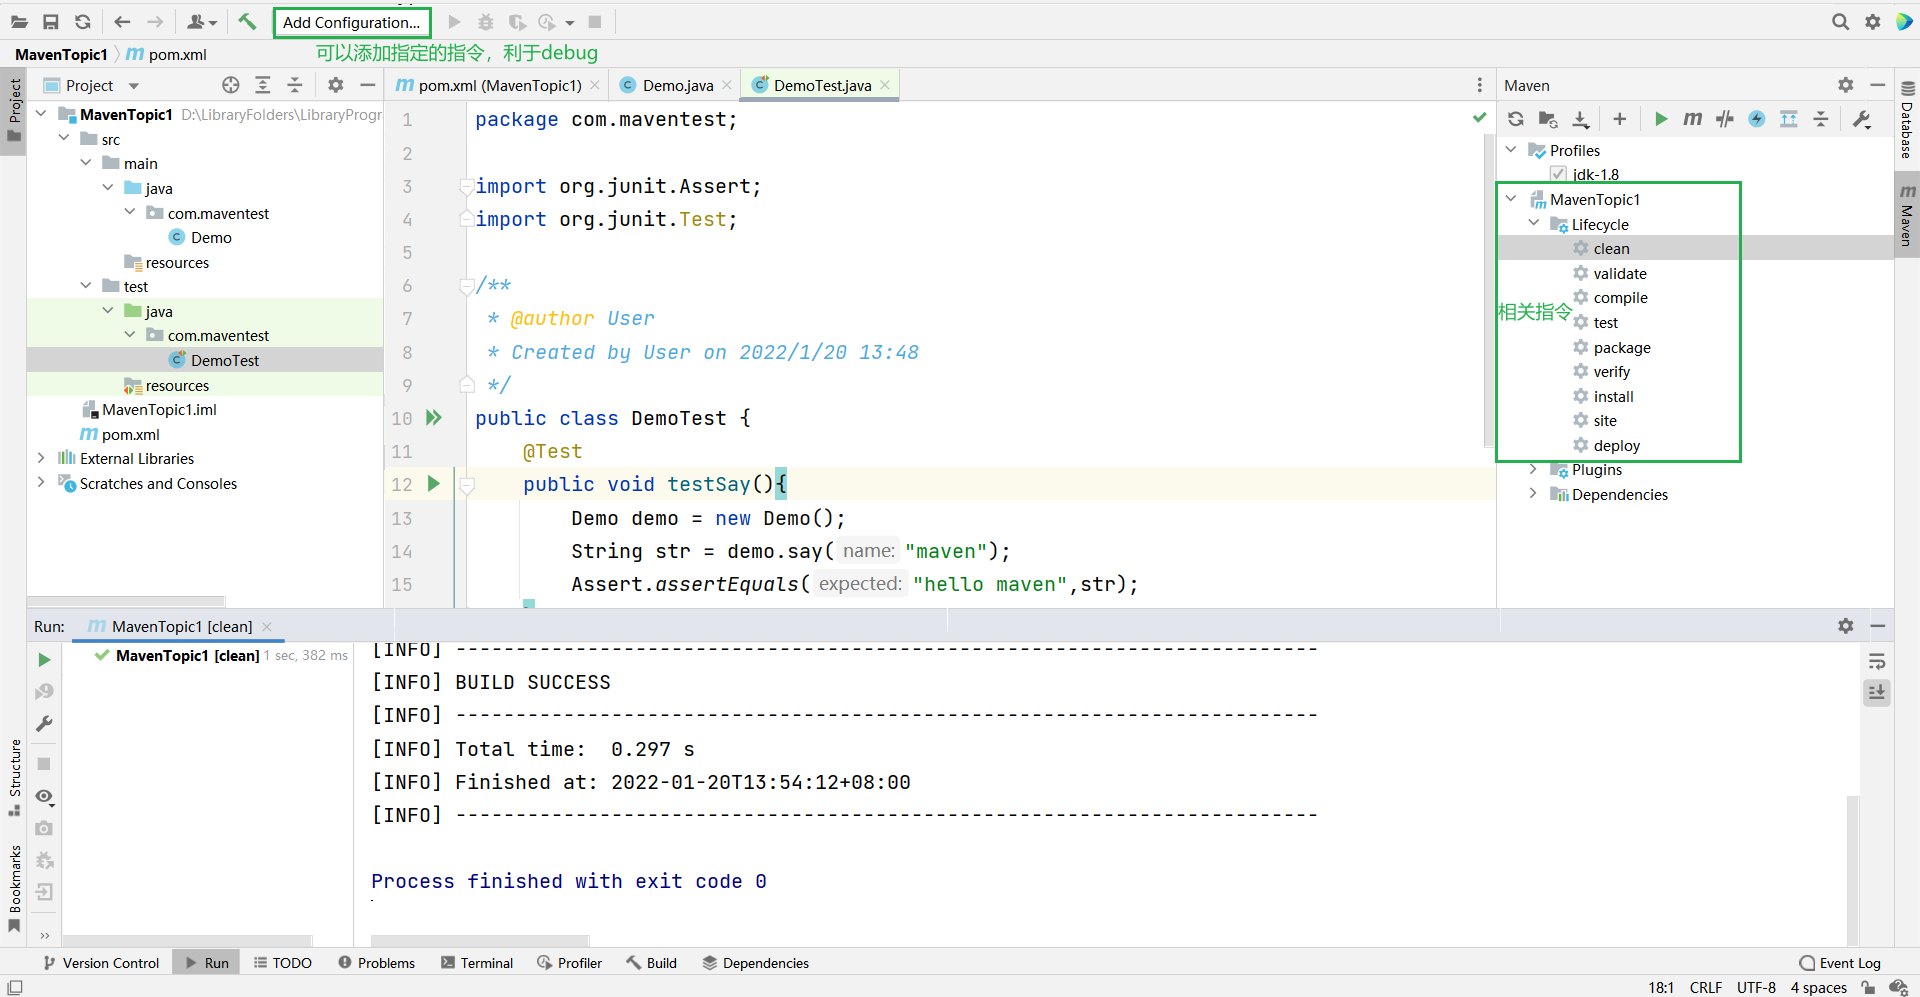 Add Configuration...
可以添加指定的指令，利于debug
MavenTopic1 pom.xml
Project
Project
pom.xml (MavenTopic1)
Demo.java
DemoTest.java
Maven
MavenTopic1 D:\LibraryFolders\LibraryProgr
src
main
java
com.maventest
Demo
resources
test
java
com.maventest
DemoTest
resources
MavenTopic1.iml
pom.xml
External Libraries
Scratches and Consoles
1 package com.maventest;
2
3 import org.junit.Assert;
4 import org.junit.Test;
5
6 /**
7 * @author User
8 * Created by User on 2022/1/20 13:48
9 */
10 public class DemoTest {
11 @Test
12 public void testSay(){
13 Demo demo = new Demo();
14 String str = demo.say( name: "maven");
15 Assert.assertEquals( expected: "hello maven",str);
Profiles
jdk-1.8
MavenTopic1
Lifecycle
clean
validate
compile
相关指令
test
package
verify
install
site
deploy
Plugins
Dependencies
Database
Maven
Run: MavenTopic1 [clean]
MavenTopic1 [clean] 1 sec, 382 ms
[INFO] ------------------------------------------------------------------------
[INFO] BUILD SUCCESS
[INFO] ------------------------------------------------------------------------
[INFO] Total time:  0.297 s
[INFO] Finished at: 2022-01-20T13:54:12+08:00
[INFO] ------------------------------------------------------------------------
Process finished with exit code 0
Structure
Bookmarks
Version Control Run TODO Problems Terminal Profiler Build Dependencies Event Log
18:1 CRLF UTF-8 4 spaces